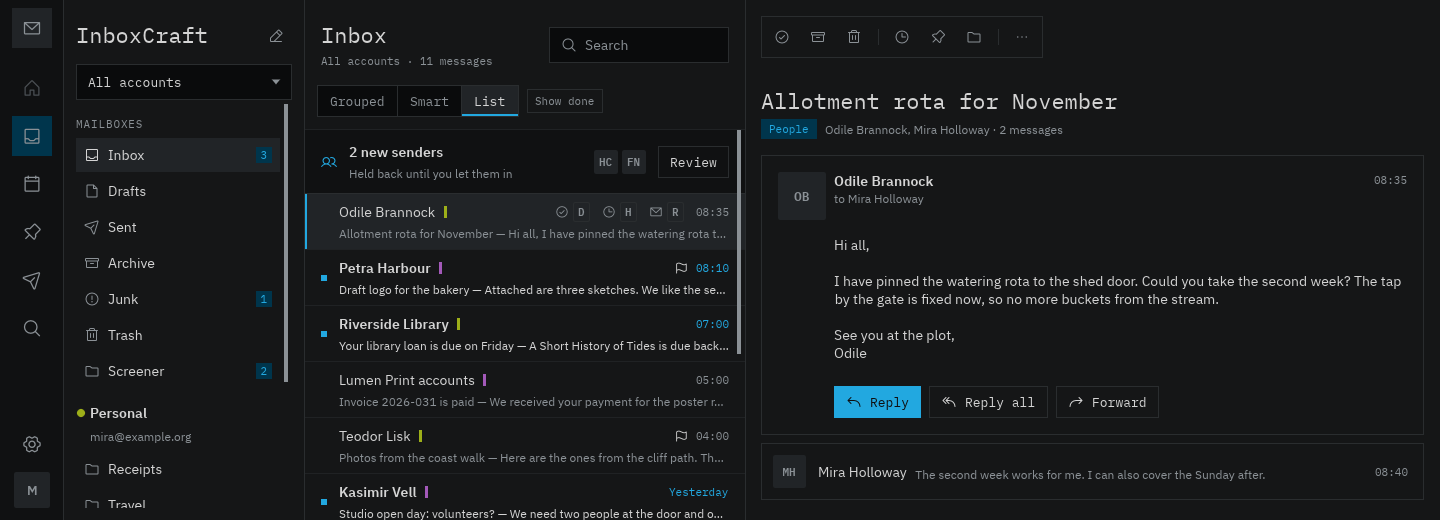 InboxCraft
All accounts
MAILBOXES
Inbox 3
Drafts
Sent
Archive
Junk 1
Trash
Screener 2
Personal
mira@example.org
Receipts
Travel
M
Inbox
All accounts · 11 messages
Search
Grouped Smart List Show done
2 new senders
Held back until you let them in
HC FN Review
Odile Brannock D H R 08:35
Allotment rota for November — Hi all, I have pinned the watering rota t…
Petra Harbour 08:10
Draft logo for the bakery — Attached are three sketches. We like the se…
Riverside Library 07:00
Your library loan is due on Friday — A Short History of Tides is due back…
Lumen Print accounts 05:00
Invoice 2026-031 is paid — We received your payment for the poster r…
Teodor Lisk 04:00
Photos from the coast walk — Here are the ones from the cliff path. Th…
Kasimir Vell Yesterday
Studio open day: volunteers? — We need two people at the door and o…
Allotment rota for November
People Odile Brannock, Mira Holloway · 2 messages
OB
Odile Brannock 08:35
to Mira Holloway
Hi all,
I have pinned the watering rota to the shed door. Could you take the second week? The tap
by the gate is fixed now, so no more buckets from the stream.
See you at the plot,
Odile
Reply Reply all Forward
MH Mira Holloway The second week works for me. I can also cover the Sunday after. 08:40